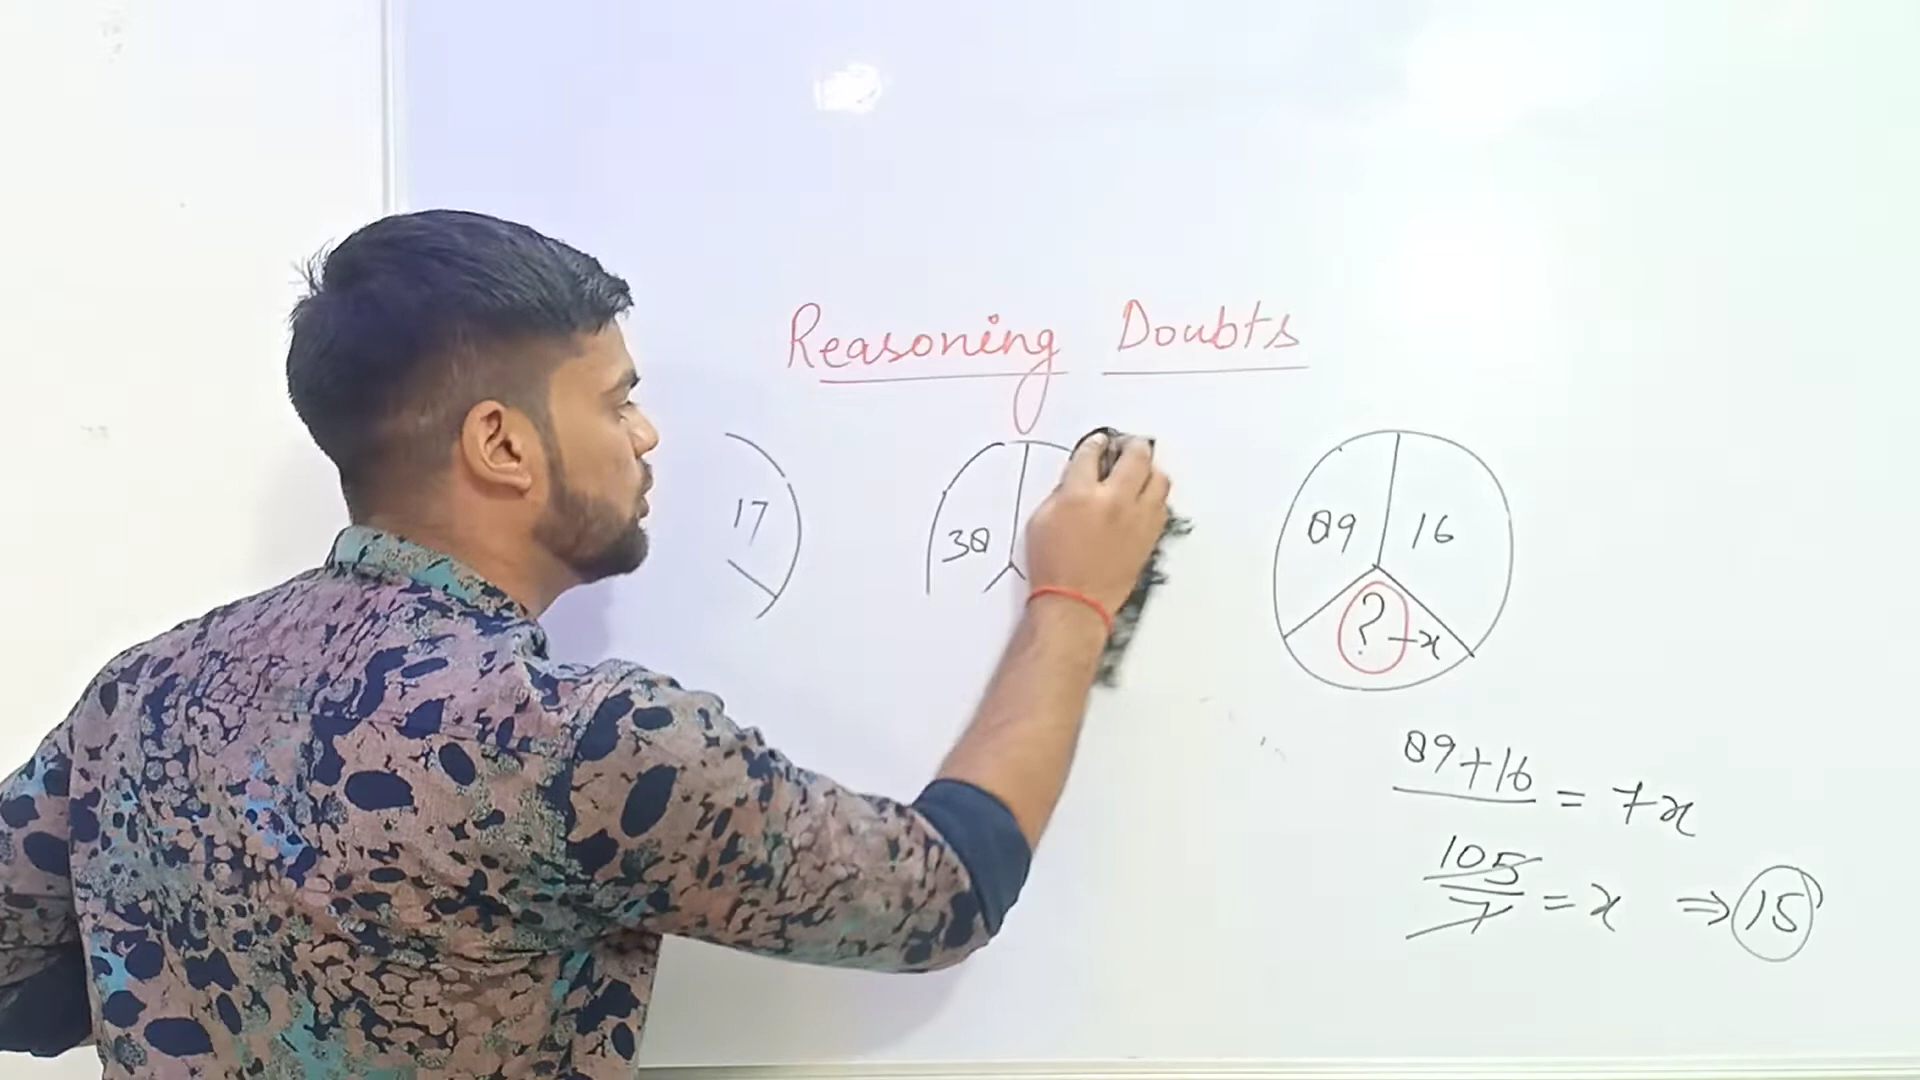 Reasoning Doubts
17
38
89 16
? - x
89+16 = 7x
105/7 = x ⇒ 15